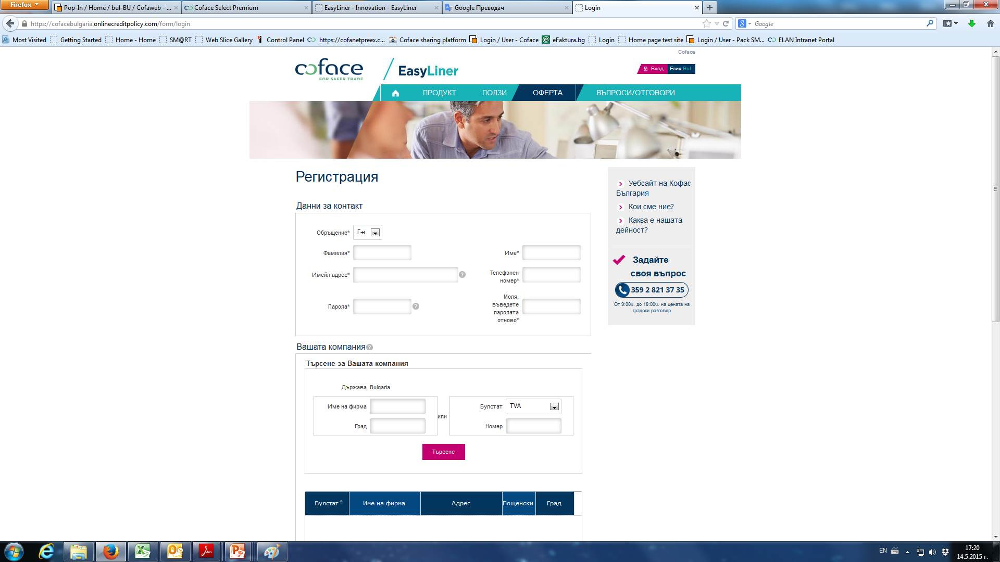 Firefox
Pop-In / Home / bul-BU / Cofaweb - ...
Coface Select Premium
EasyLiner - Innovation - EasyLiner
Google Преводач
Login
https://cofacebulgaria.onlinecreditpolicy.com/form/login
Google
Most Visited
Getting Started
Home - Home
SM@RT
Web Slice Gallery
Control Panel
https://cofanetpreex.c...
Coface sharing platform
Login / User - Coface
eFaktura.bg
Login
Home page test site
Login / User - Pack SM...
ELAN Intranet Portal
Coface
coface
FOR SAFER TRADE
EasyLiner
Вход
Език Bul
ПРОДУКТ
ПОЛЗИ
ОФЕРТА
ВЪПРОСИ/ОТГОВОРИ
Регистрация
Данни за контакт
Обръщение*
Г-н
Фамилия*
Име*
Имейл адрес*
?
Телефонен
номер*
Парола*
?
Моля,
въведете
паролата
отново*
Уебсайт на Кофас
България
Кои сме ние?
Каква е нашата
дейност?
Задайте
своя въпрос
359 2 821 37 35
От 9:00ч. до 18:00ч. на цената на
градски разговор
Вашата компания?
Търсене за Вашата компания
Държава Bulgaria
Име на фирма
Град
или
Булстат
TVA
Номер
Търсене
Булстат
Име на фирма
Адрес
Пощенски
Град
EN
17:20
14.5.2015 г.